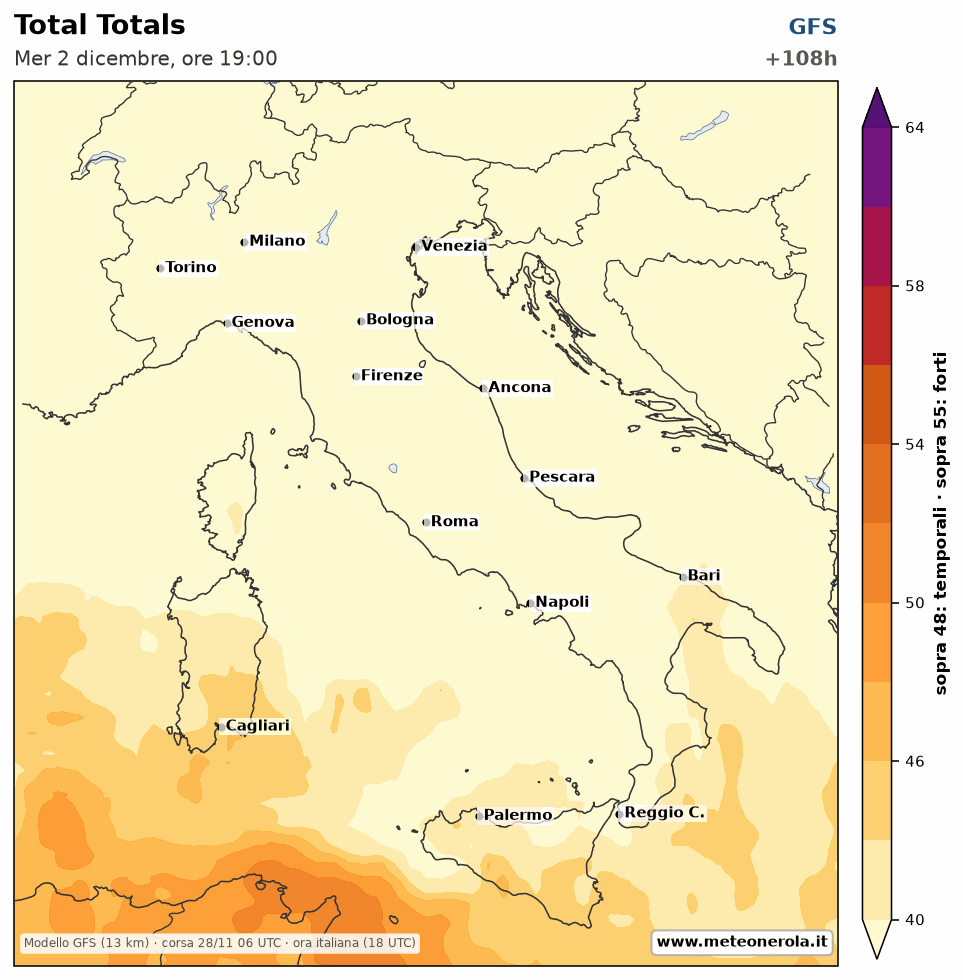 Total Totals
GFS
Mer 2 dicembre, ore 19:00
+108h
Milano
Venezia
Torino
Genova
Bologna
Firenze
Ancona
Pescara
Roma
Bari
Napoli
Cagliari
Palermo
Reggio C.
64
58
54
50
46
40
sopra 48: temporali · sopra 55: forti
Modello GFS (13 km) · corsa 28/11 06 UTC · ora italiana (18 UTC)
www.meteonerola.it